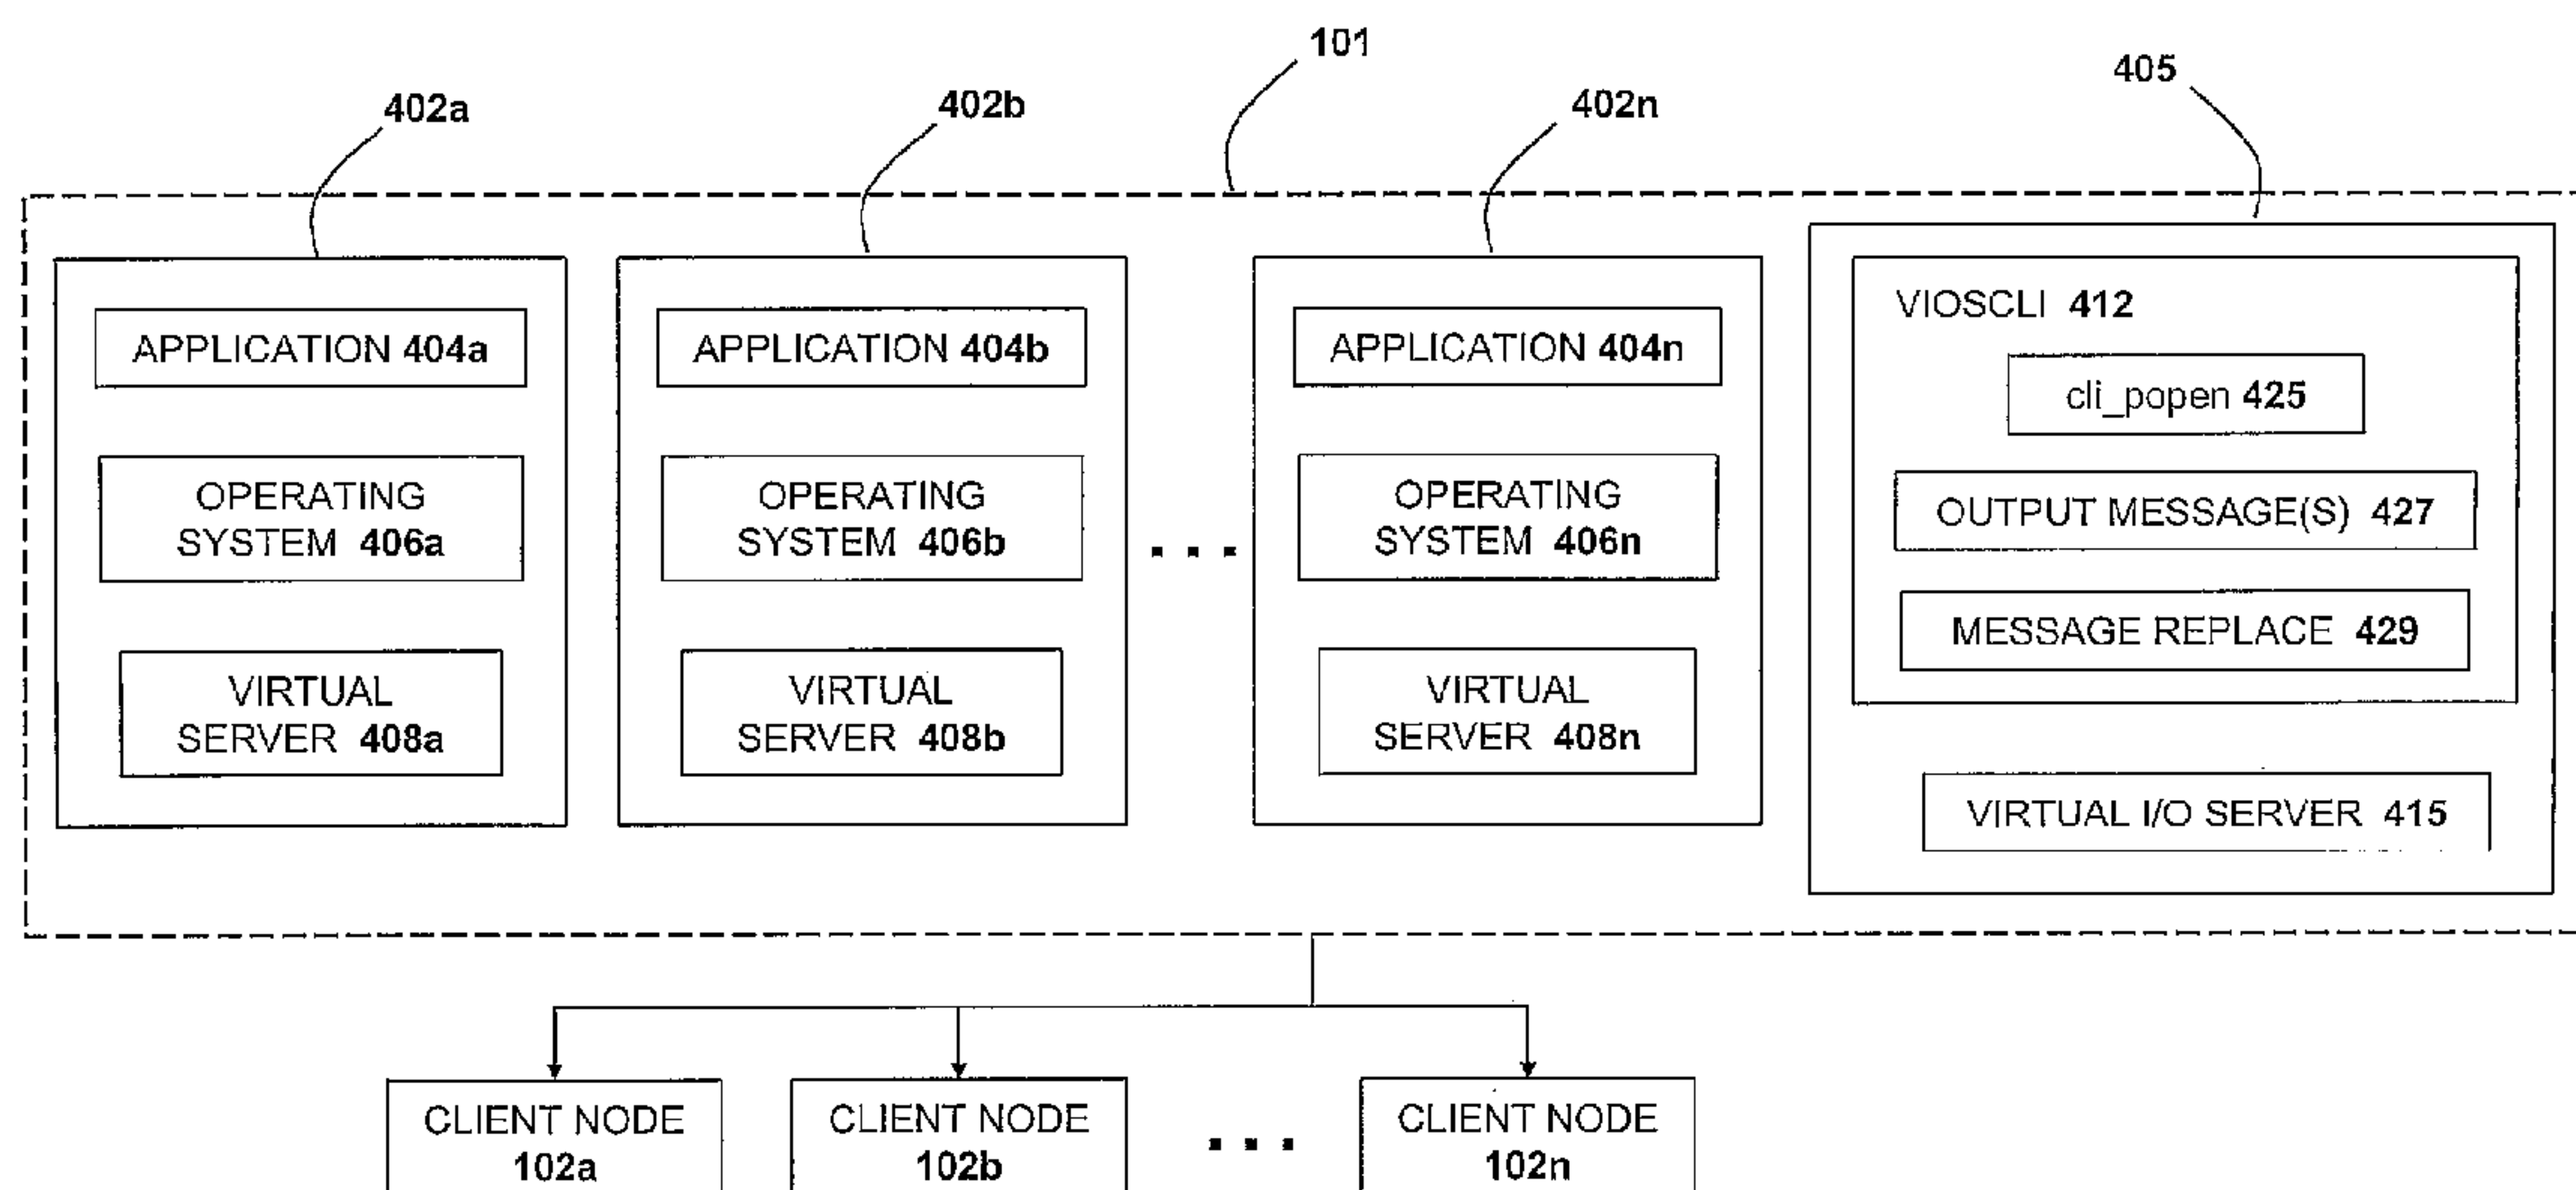 101
405
402a
402b
402n
APPLICATION 404a
OPERATING
SYSTEM 406a
VIRTUAL
SERVER 408a
APPLICATION 404b
OPERATING
SYSTEM 406b
VIRTUAL
SERVER 408b
...
APPLICATION 404n
OPERATING
SYSTEM 406n
VIRTUAL
SERVER 408n
VIOSCLI 412
cli_popen 425
OUTPUT MESSAGE(S) 427
MESSAGE REPLACE 429
VIRTUAL I/O SERVER 415
CLIENT NODE
102a
CLIENT NODE
102b
...
CLIENT NODE
102n